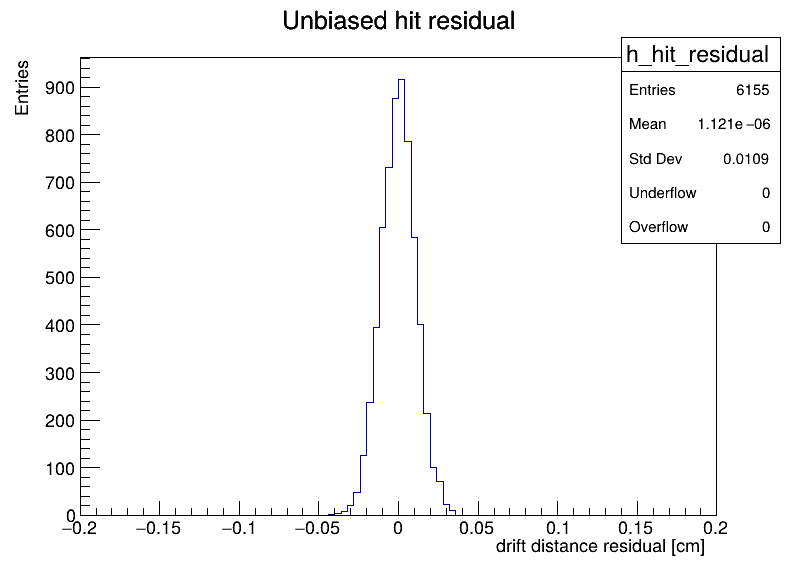 Unbiased hit residual
Entries
h_hit_residual
Entries 6155
Mean 1.121e−06
Std Dev 0.0109
Underflow 0
Overflow 0
900
800
700
600
500
400
300
200
100
0
−0.2 −0.15 −0.1 −0.05 0 0.05 0.1 0.15 0.2
drift distance residual [cm]